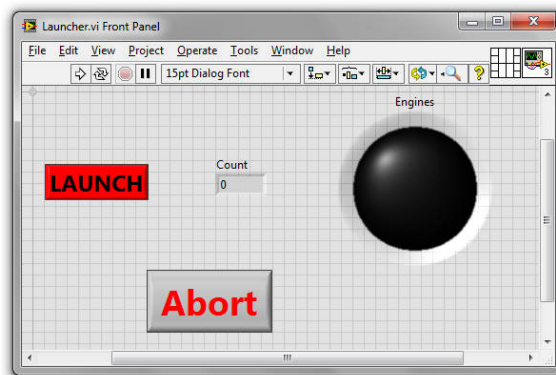 Launcher.vi Front Panel
File Edit View Project Operate Tools Window Help
15pt Dialog Font
3
Engines
LAUNCH
Count
0
Abort